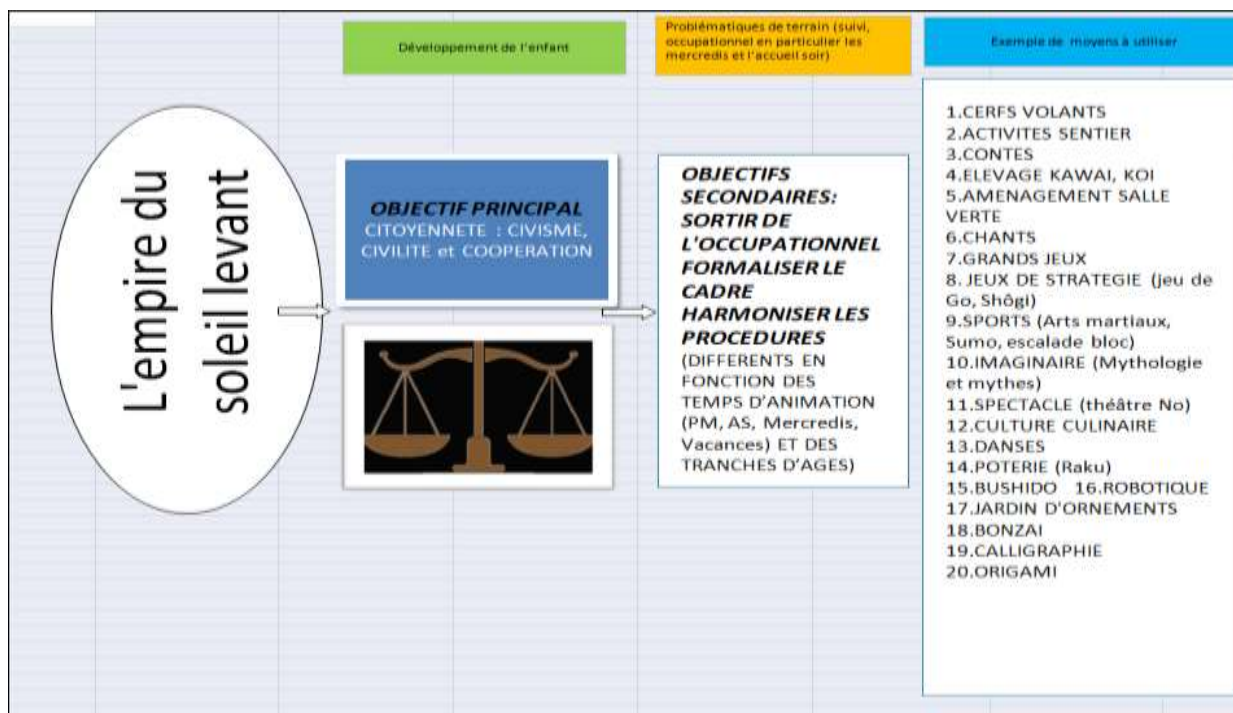 Développement de l'enfant
Problématiques de terrain (suivi,
occupationnel en particulier les
mercredis et l'accueil soir)
Exemple de moyens à utiliser
L'empire du
soleil levant
OBJECTIF PRINCIPAL
CITOYENNETE : CIVISME,
CIVILITE et COOPERATION
OBJECTIFS
SECONDAIRES:
SORTIR DE
L'OCCUPATIONNEL
FORMALISER LE
CADRE
HARMONISER LES
PROCEDURES
(DIFFERENTS EN
FONCTION DES
TEMPS D'ANIMATION
(PM, AS, Mercredis,
Vacances) ET DES
TRANCHES D'AGES)
1.CERFS VOLANTS
2.ACTIVITES SENTIER
3.CONTES
4.ELEVAGE KAWAI, KOI
5.AMENAGEMENT SALLE
VERTE
6.CHANTS
7.GRANDS JEUX
8. JEUX DE STRATEGIE (jeu de
Go, Shôgi)
9.SPORTS (Arts martiaux,
Sumo, escalade bloc)
10.IMAGINAIRE (Mythologie
et mythes)
11.SPECTACLE (théâtre No)
12.CULTURE CULINAIRE
13.DANSES
14.POTERIE (Raku)
15.BUSHIDO 16.ROBOTIQUE
17.JARDIN D'ORNEMENTS
18.BONZAI
19.CALLIGRAPHIE
20.ORIGAMI